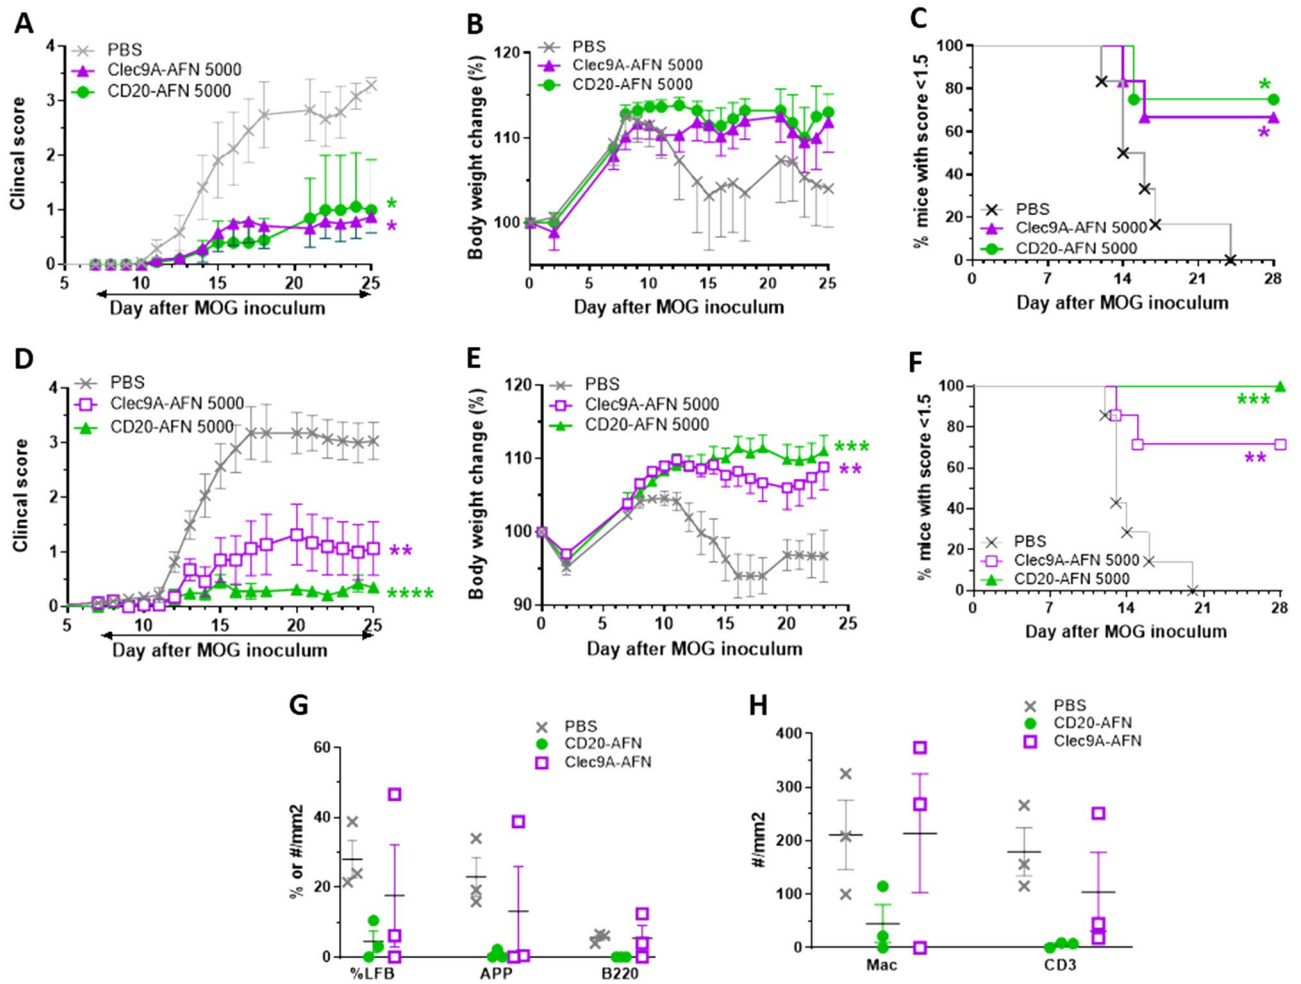 A
Clincal score
4
3
2
1
0
PBS
Clec9A-AFN 5000
CD20-AFN 5000
*
*
5 10 15 20 25
Day after MOG inoculum
B
Body weight change (%)
120
110
100
PBS
Clec9A-AFN 5000
CD20-AFN 5000
0 5 10 15 20 25
Day after MOG inoculum
C
% mice with score <1.5
100
80
60
40
20
0
*
*
PBS
Clec9A-AFN 5000
CD20-AFN 5000
0 7 14 21 28
Day after MOG inoculum
D
Clincal score
4
3
2
1
0
PBS
Clec9A-AFN 5000
CD20-AFN 5000
**
****
5 10 15 20 25
Day after MOG inoculum
E
Body weight change (%)
120
110
100
90
PBS
Clec9A-AFN 5000
CD20-AFN 5000
***
**
0 5 10 15 20 25
Day after MOG inoculum
F
% mice with score <1.5
100
80
60
40
20
0
***
**
PBS
Clec9A-AFN 5000
CD20-AFN 5000
0 7 14 21 28
Day after MOG inoculum
G
% or #/mm2
60
40
20
0
PBS
CD20-AFN
Clec9A-AFN
%LFB APP B220
H
#/mm2
400
300
200
100
0
PBS
CD20-AFN
Clec9A-AFN
Mac CD3